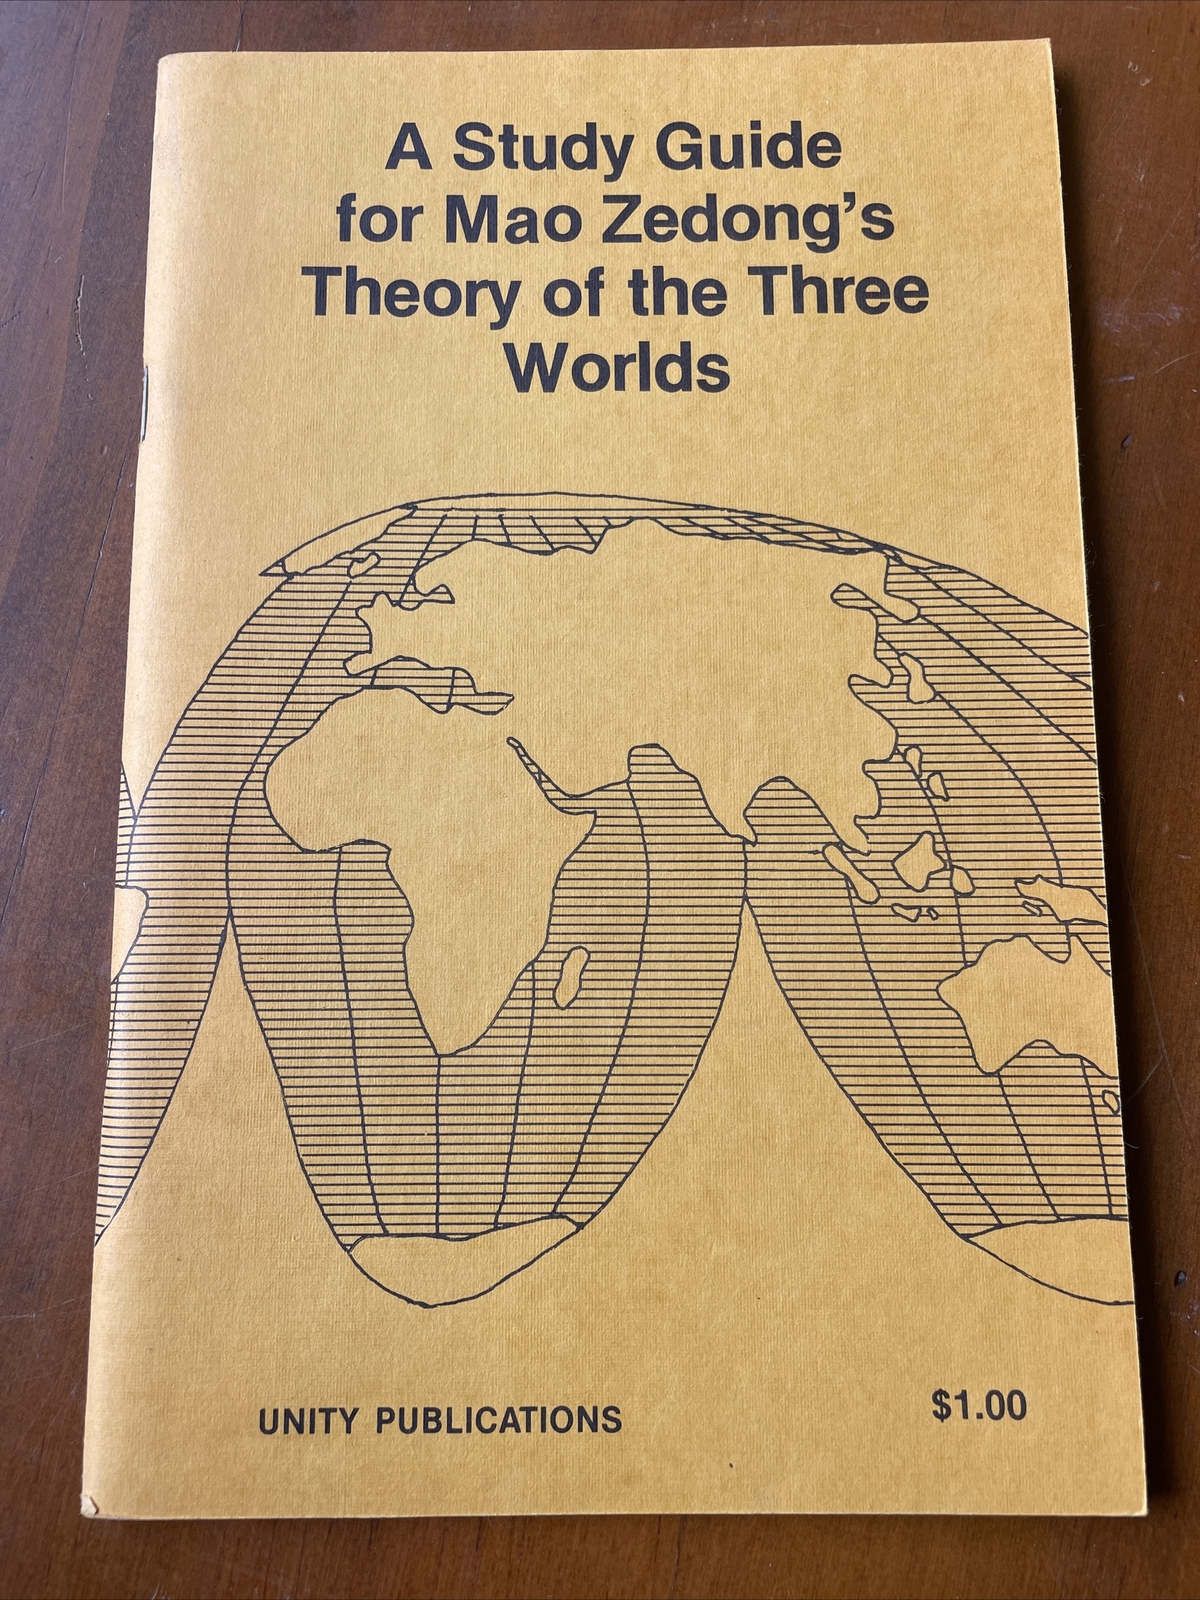 A Study Guide
for Mao Zedong’s
Theory of the Three
Worlds
UNITY PUBLICATIONS
$1.00